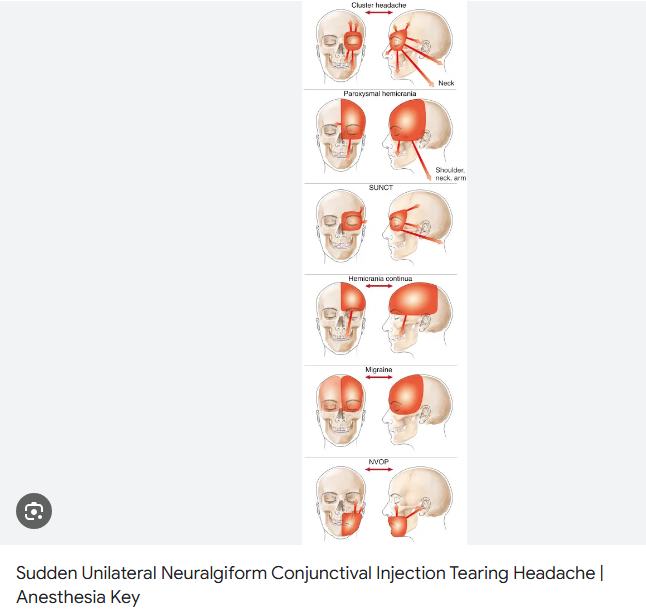 Cluster headache
Neck
Paroxysmal hemicrania
Shoulder,
neck, arm
SUNCT
Hemicrania continua
Migraine
NVOP
Sudden Unilateral Neuralgiform Conjunctival Injection Tearing Headache |
Anesthesia Key